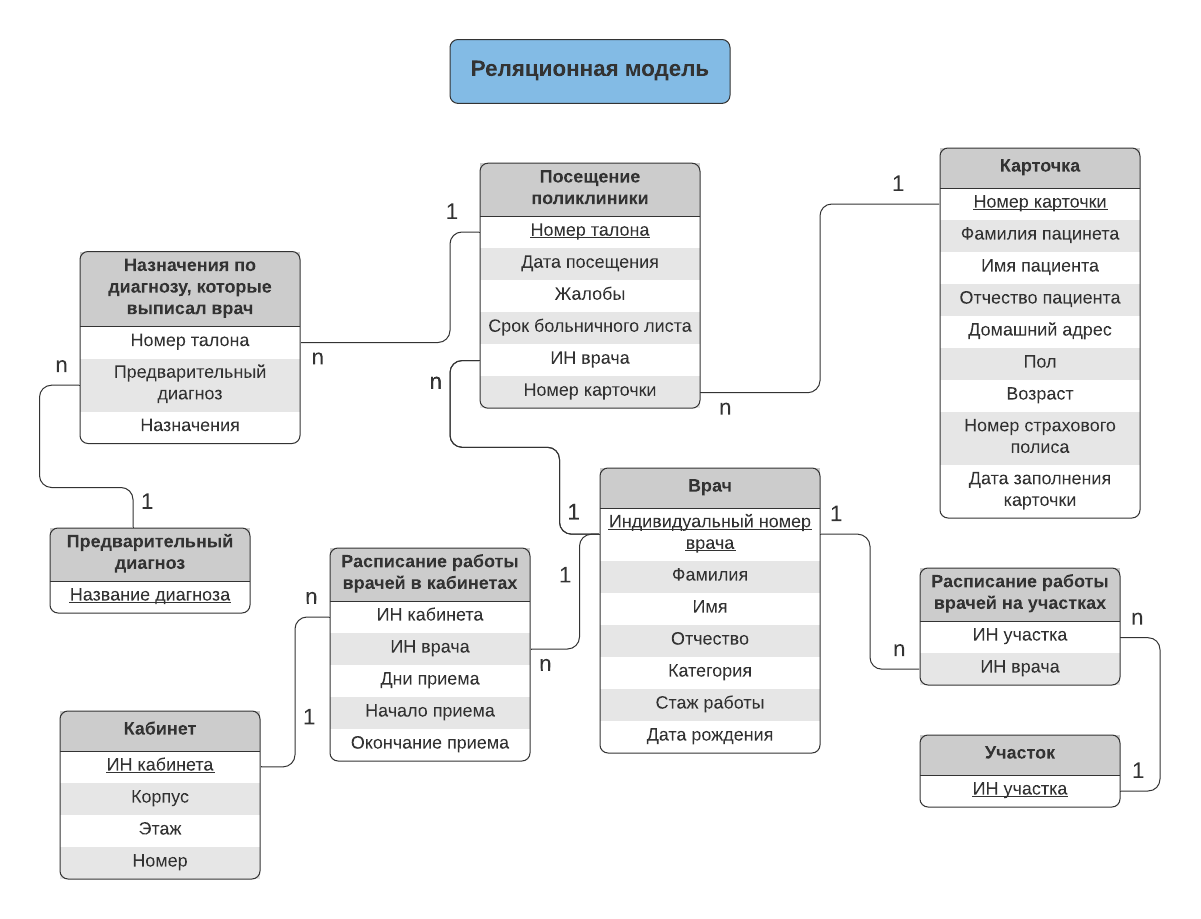 Реляционная модель
Посещение
поликлиники
Номер талона
Дата посещения
Жалобы
Срок больничного листа
ИН врача
Номер карточки
1
n
n
1
Карточка
Номер карточки
Фамилия пацинета
Имя пациента
Отчество пациента
Домашний адрес
Пол
Возраст
Номер страхового
полиса
Дата заполнения
карточки
Назначения по
диагнозу, которые
выписал врач
Номер талона
Предварительный
диагноз
Назначения
n
n
1
Предварительный
диагноз
Название диагноза
Расписание работы
врачей в кабинетах
ИН кабинета
ИН врача
Дни приема
Начало приема
Окончание приема
n
n
1
1
1
Врач
Индивидуальный номер
врача
Фамилия
Имя
Отчество
Категория
Стаж работы
Дата рождения
1
n
Расписание работы
врачей на участках
ИН участка
ИН врача
n
Кабинет
ИН кабинета
Корпус
Этаж
Номер
Участок
ИН участка
1